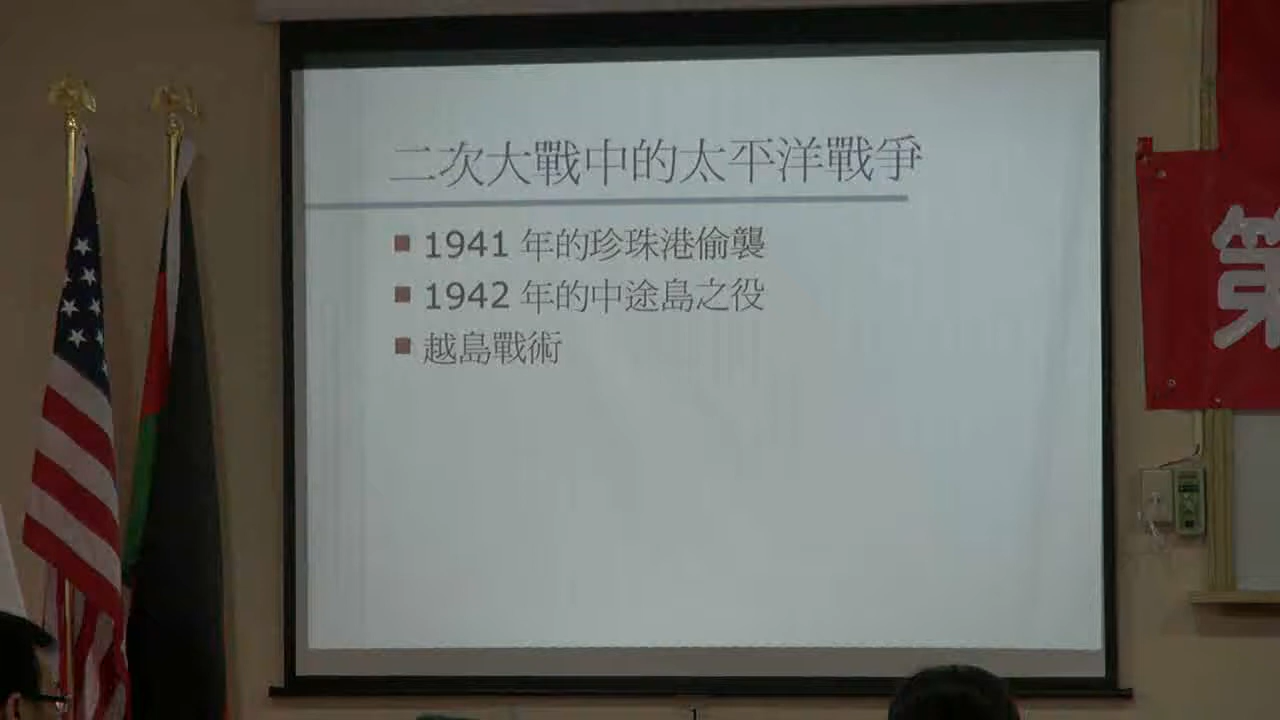 二次大戰中的太平洋戰爭
1941 年的珍珠港偷襲
1942 年的中途島之役
越島戰術
第